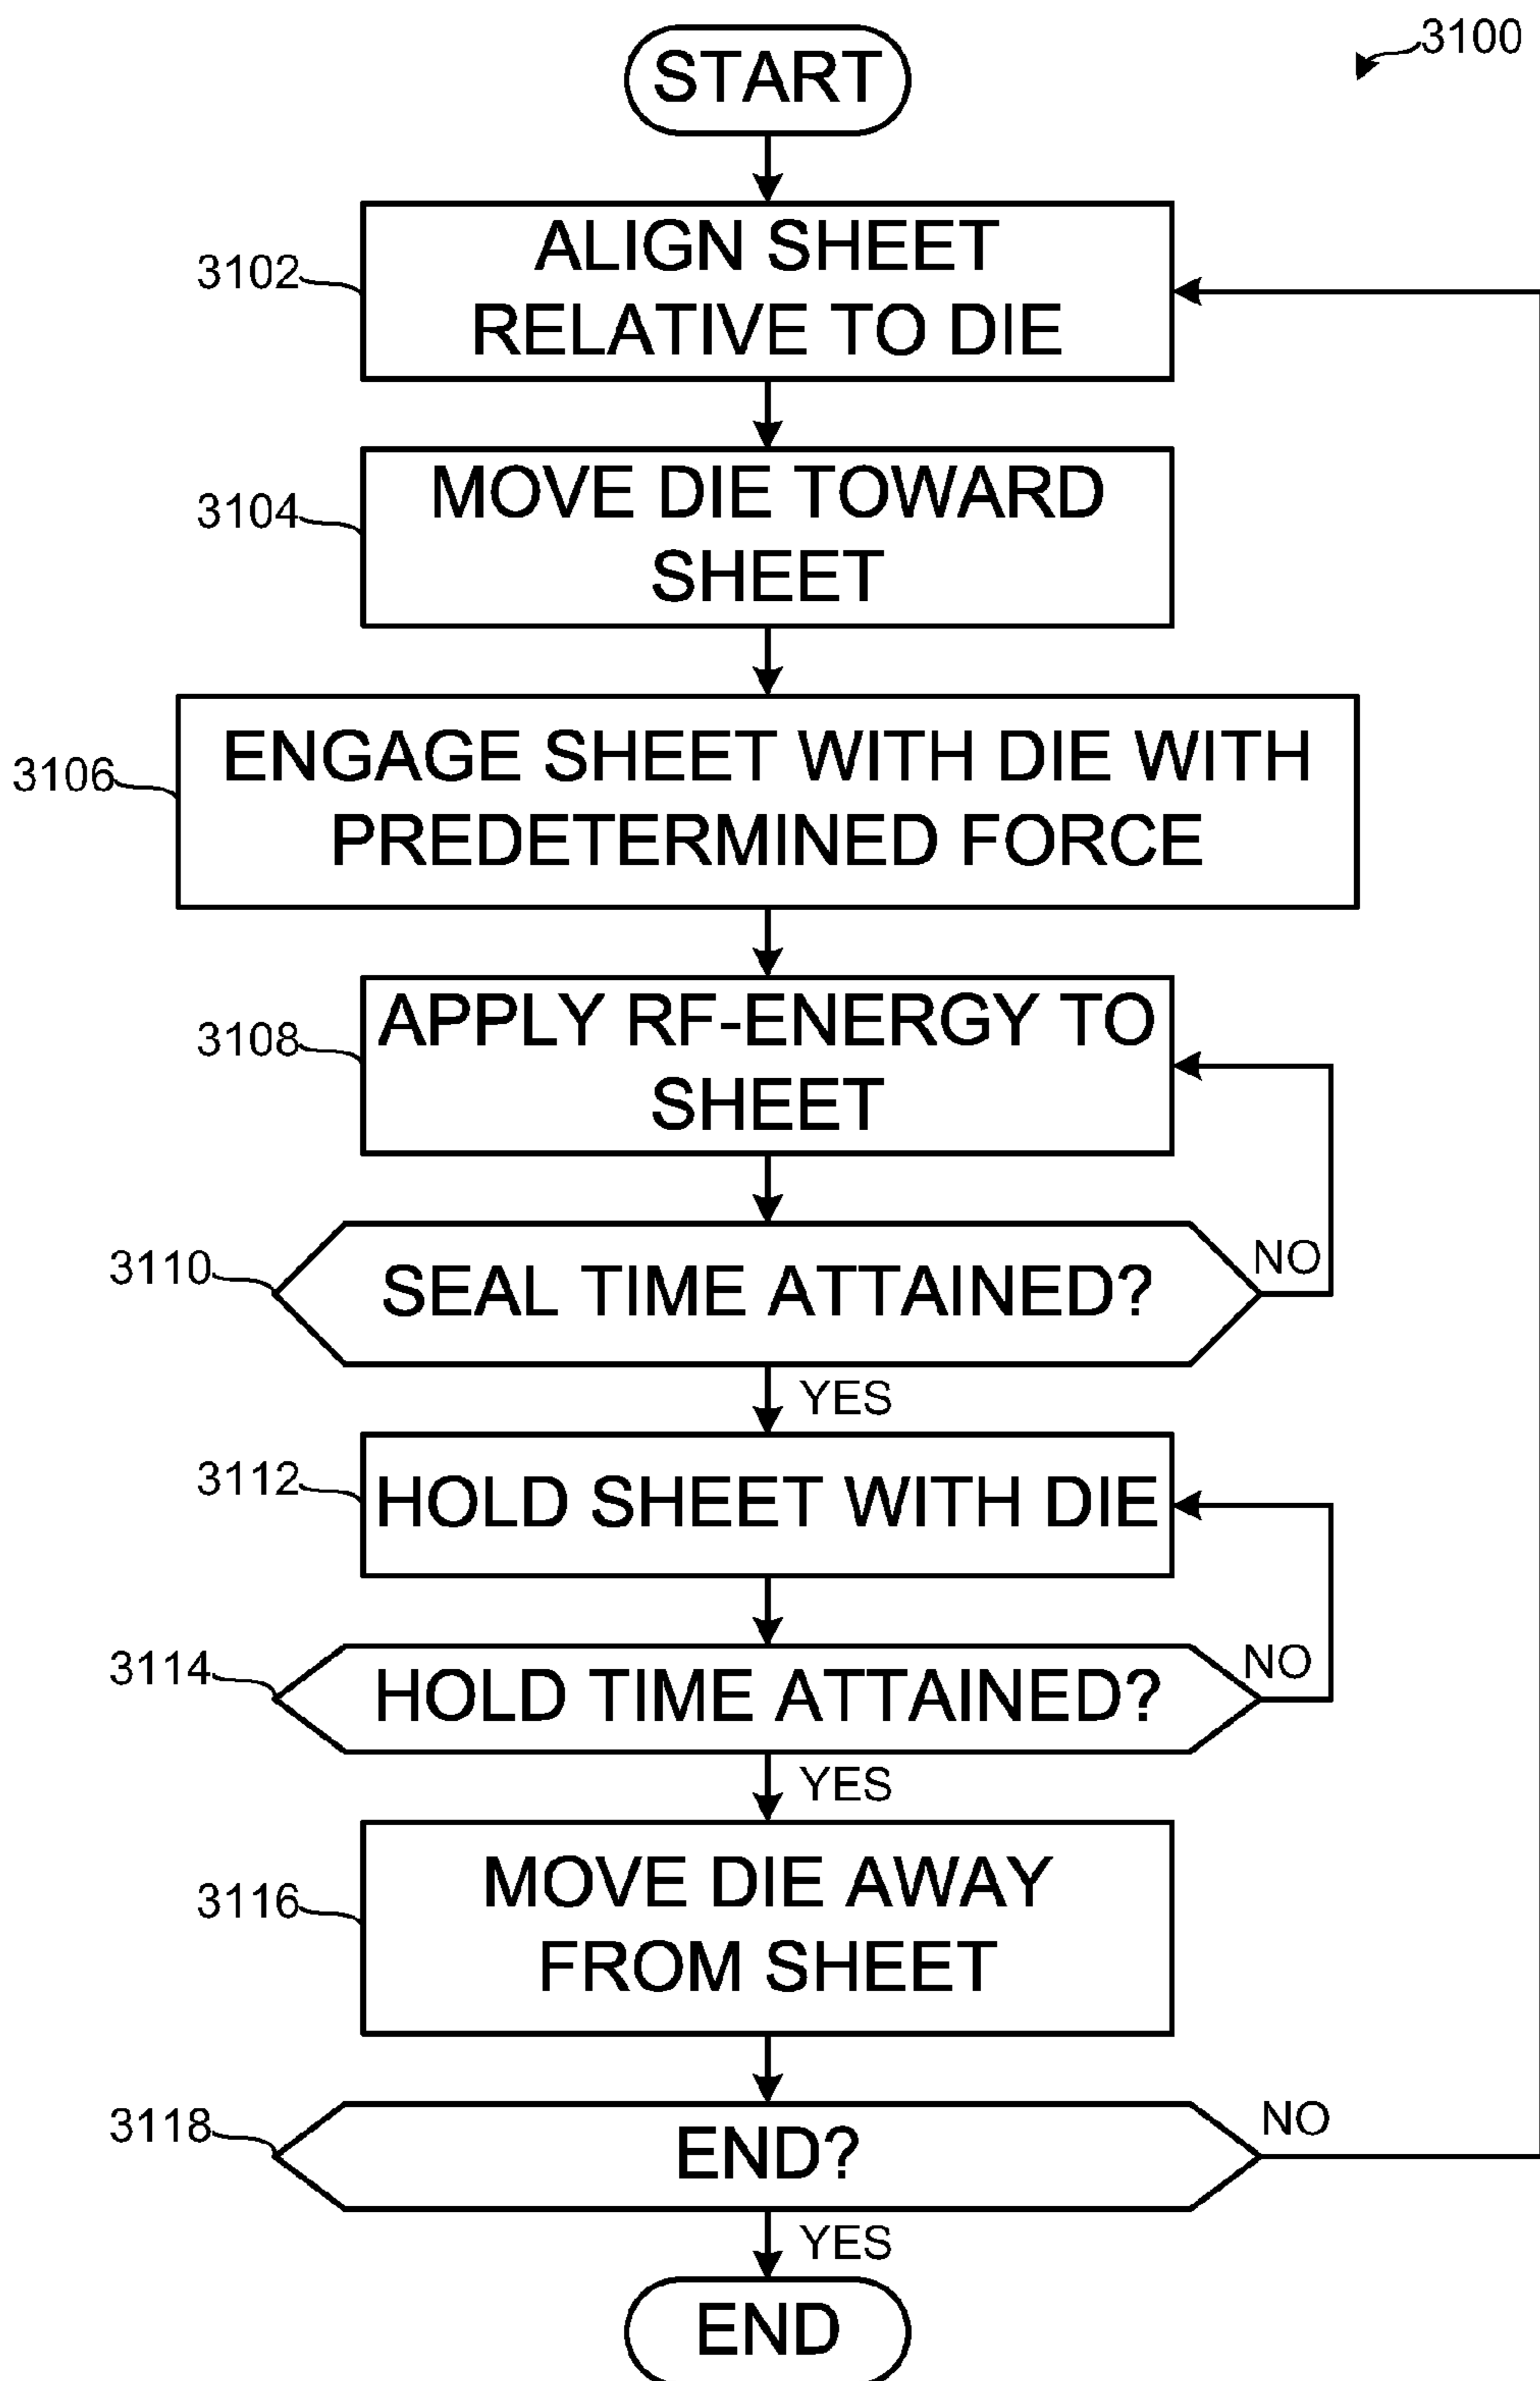 3100
START
3102
ALIGN SHEET
RELATIVE TO DIE
3104
MOVE DIE TOWARD
SHEET
3106
ENGAGE SHEET WITH DIE WITH
PREDETERMINED FORCE
3108
APPLY RF-ENERGY TO
SHEET
3110
SEAL TIME ATTAINED?
NO
YES
3112
HOLD SHEET WITH DIE
3114
HOLD TIME ATTAINED?
NO
YES
3116
MOVE DIE AWAY
FROM SHEET
3118
END?
NO
YES
END